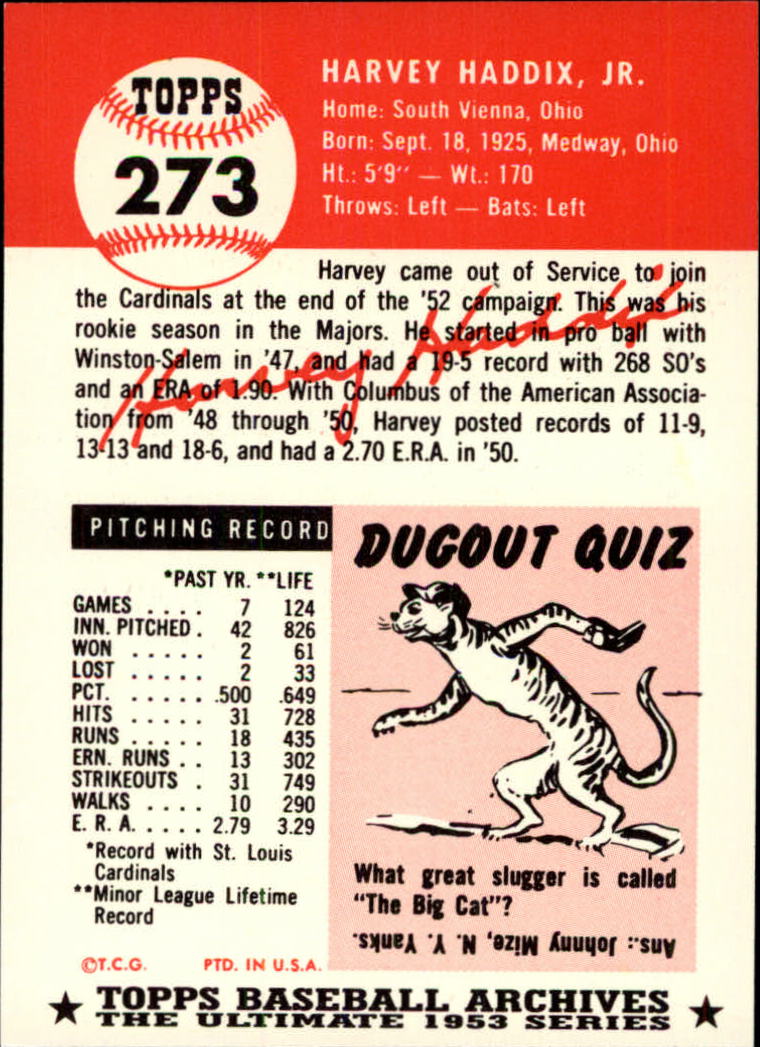 TOPPS
273
HARVEY HADDIX, JR.
Home: South Vienna, Ohio
Born: Sept. 18, 1925, Medway, Ohio
Ht.: 5'9" — Wt.: 170
Throws: Left — Bats: Left
Harvey came out of Service to join
the Cardinals at the end of the '52 campaign. This was his
rookie season in the Majors. He started in pro ball with
Winston-Salem in '47, and had a 19-5 record with 268 SO's
and an ERA of 1.90. With Columbus of the American Associa-
tion from '48 through '50, Harvey posted records of 11-9,
13-13 and 18-6, and had a 2.70 E.R.A. in '50.
Harvey Haddix
PITCHING RECORD
*PAST YR. **LIFE
GAMES . . . . 7 124
INN. PITCHED . 42 826
WON . . . . . 2 61
LOST . . . . . 2 33
PCT. . . . . . .500 .649
HITS . . . . . 31 728
RUNS . . . . . 18 435
ERN. RUNS . . 13 302
STRIKEOUTS . 31 749
WALKS . . . . 10 290
E. R. A. . . . . 2.79 3.29
*Record with St. Louis
Cardinals
**Minor League Lifetime
Record
©T.C.G. PTD. IN U.S.A.
DUGOUT QUIZ
What great slugger is called
"The Big Cat"?
Ans.: Johnny Mize, N. Y. Yanks.
TOPPS BASEBALL ARCHIVES
THE ULTIMATE 1953 SERIES